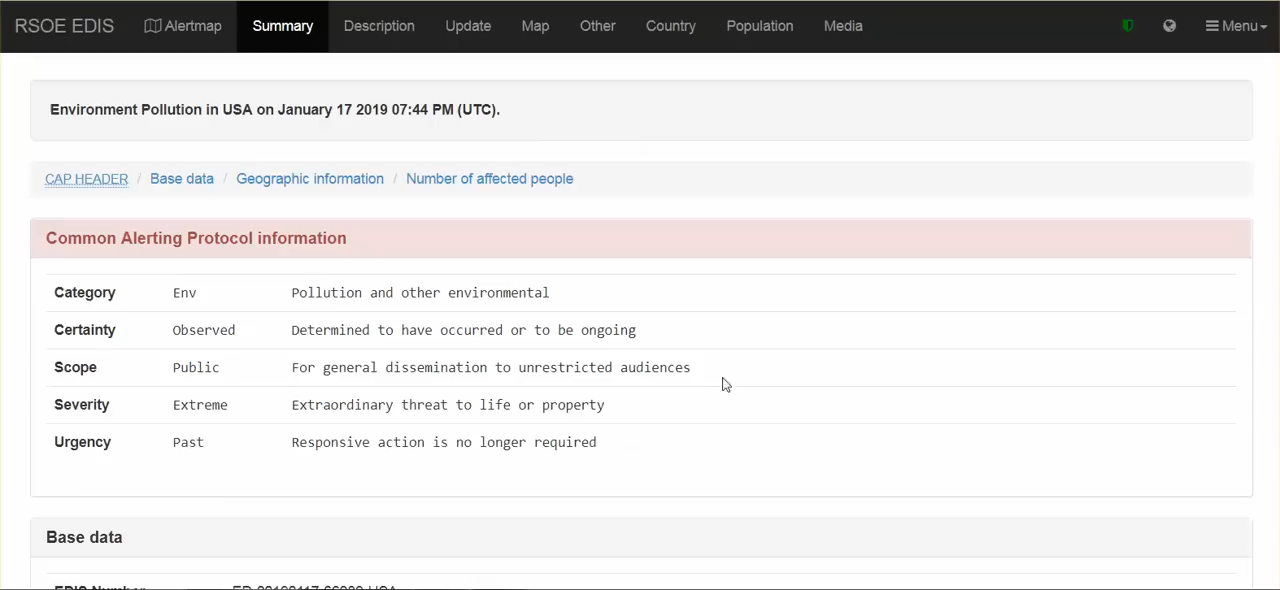 RSOE EDIS Alertmap Summary Description Update Map Other Country Population Media Menu
Environment Pollution in USA on January 17 2019 07:44 PM (UTC).
CAP HEADER / Base data / Geographic information / Number of affected people
Common Alerting Protocol information
Category Env Pollution and other environmental
Certainty Observed Determined to have occurred or to be ongoing
Scope Public For general dissemination to unrestricted audiences
Severity Extreme Extraordinary threat to life or property
Urgency Past Responsive action is no longer required
Base data
EDIS Number